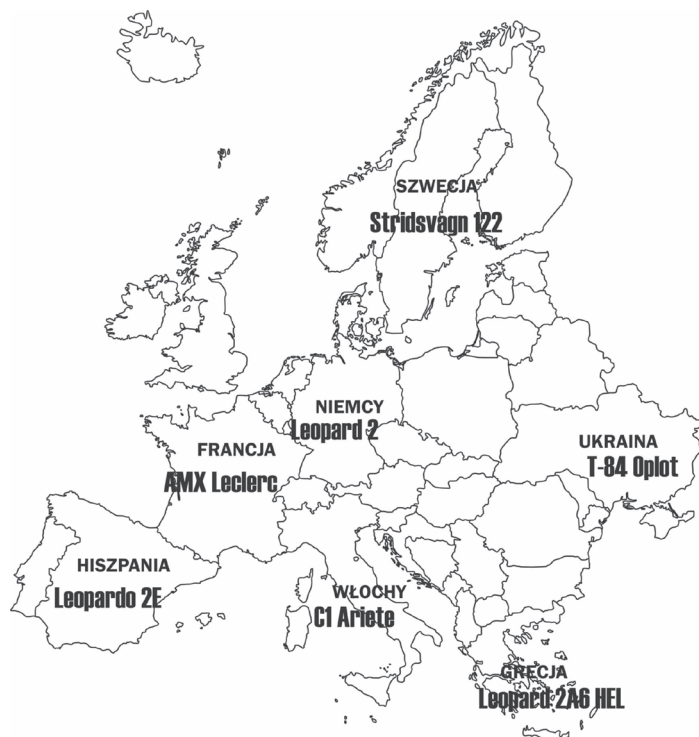 SZWECJA
Stridsvagn 122
NIEMCY
Leopard 2
FRANCJA
AMX Leclerc
UKRAINA
T-84 Oplot
HISZPANIA
Leopardo 2E
WŁOCHY
C1 Ariete
GRECJA
Leopard 2A6 HEL